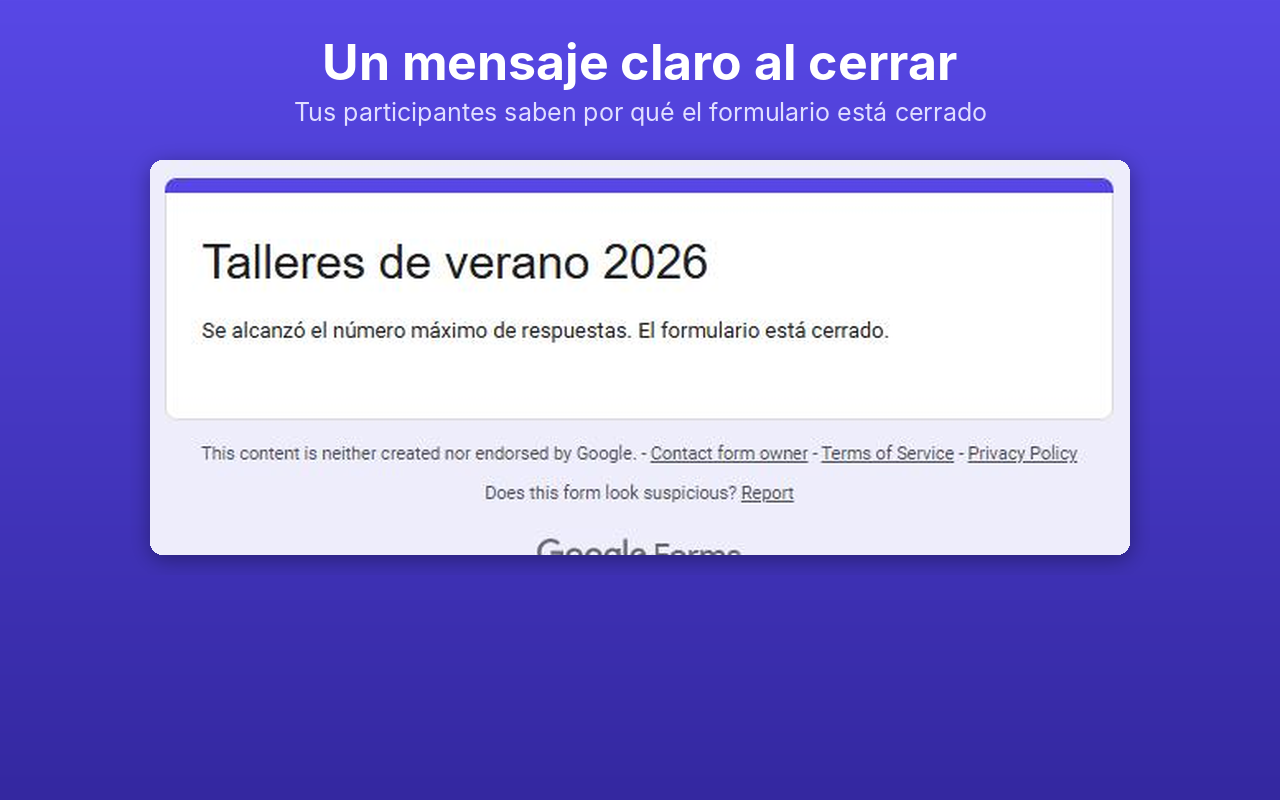 Un mensaje claro al cerrar
Tus participantes saben por qué el formulario está cerrado
Talleres de verano 2026
Se alcanzó el número máximo de respuestas. El formulario está cerrado.
This content is neither created nor endorsed by Google. - Contact form owner - Terms of Service - Privacy Policy
Does this form look suspicious? Report
Google Forms